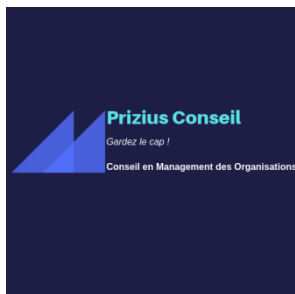 Prizius Conseil
Gardez le cap !
Conseil en Management des Organisations